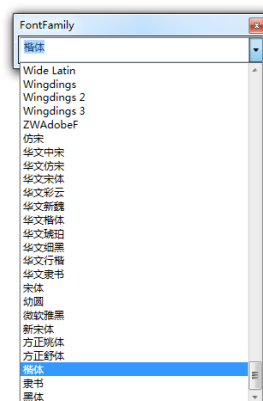 FontFamily
楷体
Wide Latin
Wingdings
Wingdings 2
Wingdings 3
ZWAdobeF
仿宋
华文中宋
华文仿宋
华文宋体
华文彩云
华文新魏
华文楷体
华文琥珀
华文细黑
华文行楷
华文隶书
宋体
幼圆
微软雅黑
新宋体
方正姚体
方正舒体
楷体
隶书
黑体